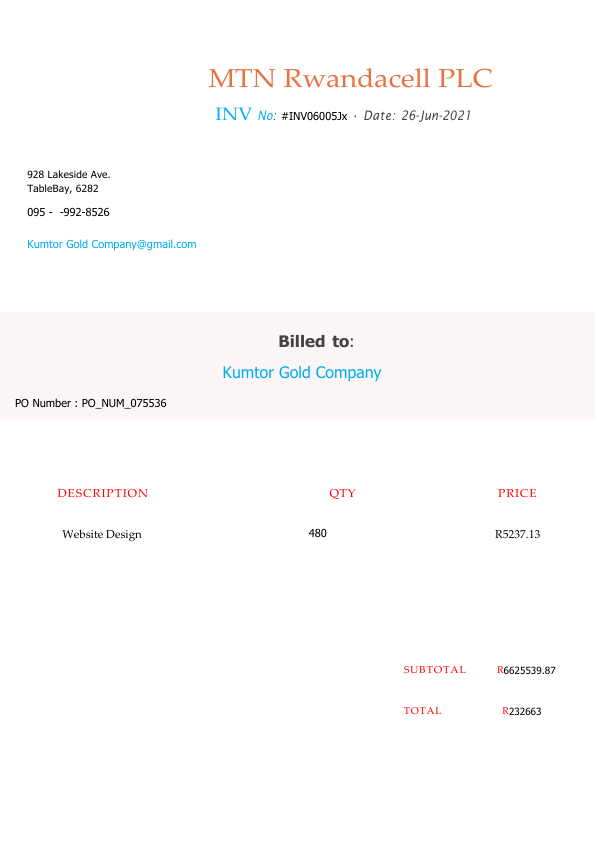 MTN Rwandacell PLC
INV No: #INV06005Jx · Date: 26-Jun-2021
928 Lakeside Ave.
TableBay, 6282
095 -  -992-8526
Kumtor Gold Company@gmail.com
Billed to:
Kumtor Gold Company
PO Number : PO_NUM_075536
DESCRIPTION QTY PRICE
Website Design 480 R5237.13
SUBTOTAL R6625539.87
TOTAL R232663